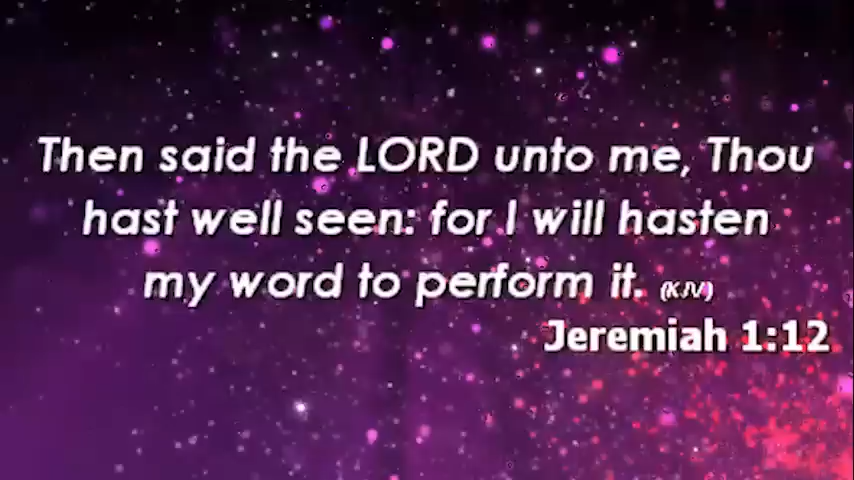 Then said the LORD unto me, Thou
hast well seen: for I will hasten
my word to perform it. (KJV)
Jeremiah 1:12